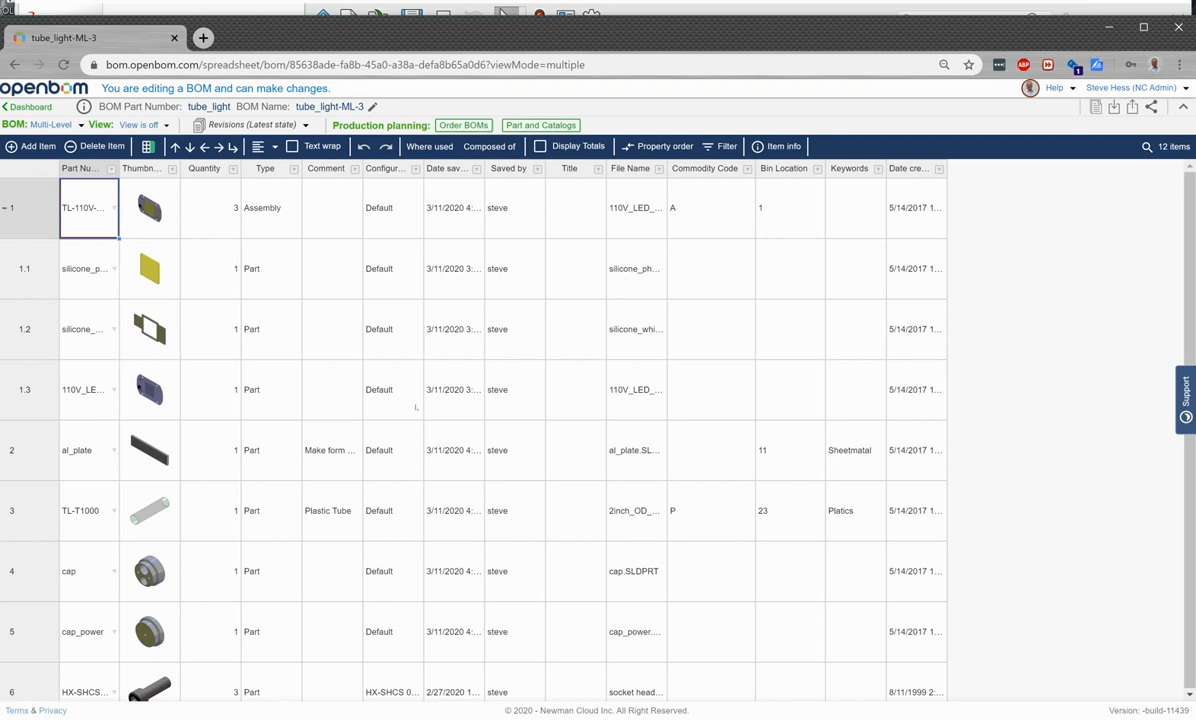 tube_light-ML-3
bom.openbom.com/spreadsheet/bom/85638ade-fa8b-45a0-a38a-defa8b65a0d6?viewMode=multiple
openbom You are editing a BOM and can make changes. Help Steve Hess (NC Admin)
Dashboard BOM Part Number: tube_light BOM Name: tube_light-ML-3
BOM: Multi-Level View: View is off Revisions (Latest state) Production planning: Order BOMs Part and Catalogs
Add Item Delete Item Text wrap Where used Composed of Display Totals Property order Filter Item info 12 items
Part Nu... Thumbn... Quantity Type Comment Configur... Date sav... Saved by Title File Name Commodity Code Bin Location Keywords Date cre...
1 TL-110V-... 3 Assembly Default 3/11/2020 4:... steve 110V_LED_... A 1 5/14/2017 1...
1.1 silicone_p... 1 Part Default 3/11/2020 3:... steve silicone_ph... 5/14/2017 1...
1.2 silicone_... 1 Part Default 3/11/2020 3:... steve silicone_whi... 5/14/2017 1...
1.3 110V_LE... 1 Part Default 3/11/2020 3:... steve 110V_LED_... 5/14/2017 1...
2 al_plate 1 Part Make form ... Default 3/11/2020 4:... steve al_plate.SL... 11 Sheetmatal 5/14/2017 1...
3 TL-T1000 1 Part Plastic Tube Default 3/11/2020 4:... steve 2inch_OD_... P 23 Platics 5/14/2017 1...
4 cap 1 Part Default 3/11/2020 4:... steve cap.SLDPRT 5/14/2017 1...
5 cap_power 1 Part Default 3/11/2020 4:... steve cap_power.... 5/14/2017 1...
6 HX-SHCS... 3 Part HX-SHCS 0... 2/27/2020 1... steve socket head... 8/11/1999 2:...
Support
Terms & Privacy © 2020 - Newman Cloud Inc. All Right Reserved. Version: -build-11439